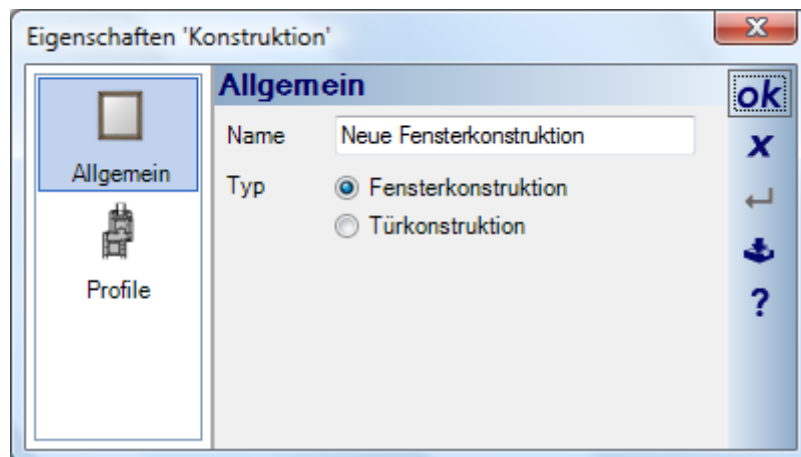 Eigenschaften 'Konstruktion'
Allgemein
Profile
Allgemein
Name Neue Fensterkonstruktion
Typ Fensterkonstruktion
Türkonstruktion
ok
x
?